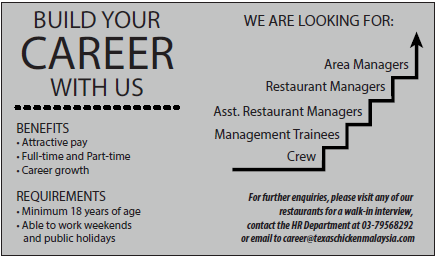 BUILD YOUR
CAREER
WITH US
BENEFITS
• Attractive pay
• Full-time and Part-time
• Career growth
REQUIREMENTS
• Minimum 18 years of age
• Able to work weekends
and public holidays
WE ARE LOOKING FOR:
Area Managers
Restaurant Managers
Asst. Restaurant Managers
Management Trainees
Crew
For further enquiries, please visit any of our
restaurants for a walk-in interview,
contact the HR Department at 03-79568292
or email to career@texaschickenmalaysia.com